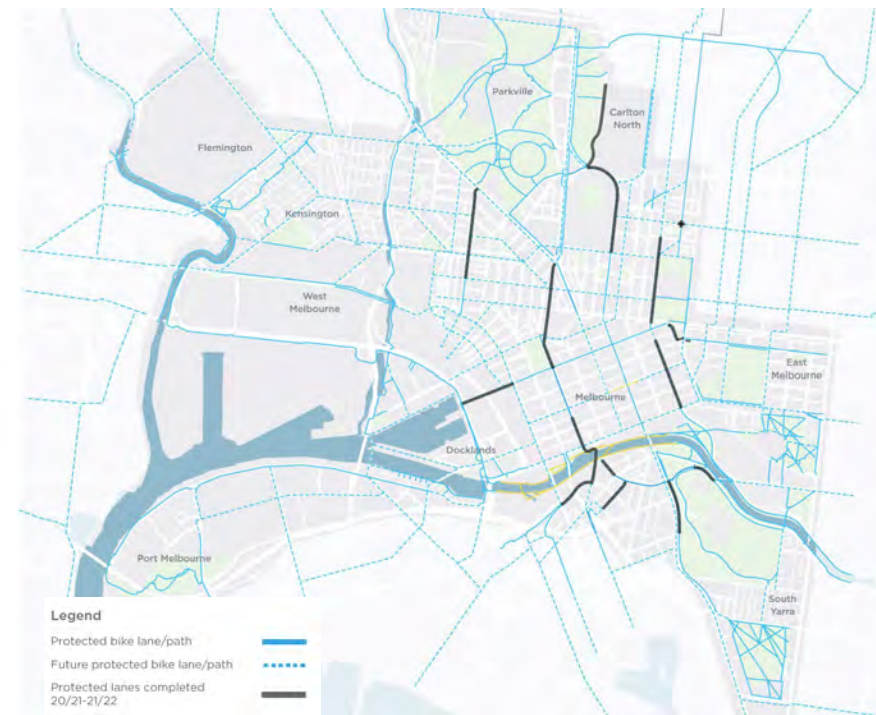 Parkville
Carlton
North
Flemington
Kensington
West
Melbourne
East
Melbourne
Melbourne
Docklands
Port Melbourne
South
Yarra
Legend
Protected bike lane/path
Future protected bike lane/path
Protected lanes completed
20/21-21/22